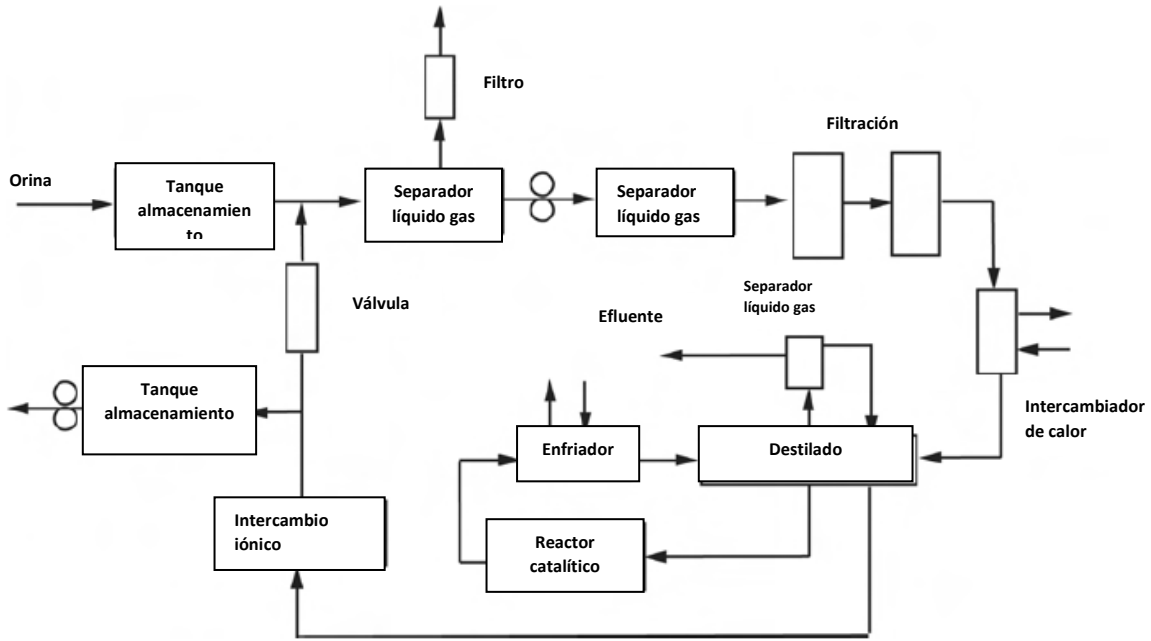 Filtro
Filtración
Orina
Tanque
almacenamien
to
Separador
líquido gas
Separador
líquido gas
Válvula
Separador
líquido gas
Efluente
Tanque
almacenamiento
Intercambiador
de calor
Enfriador
Destilado
Intercambio
iónico
Reactor
catalítico